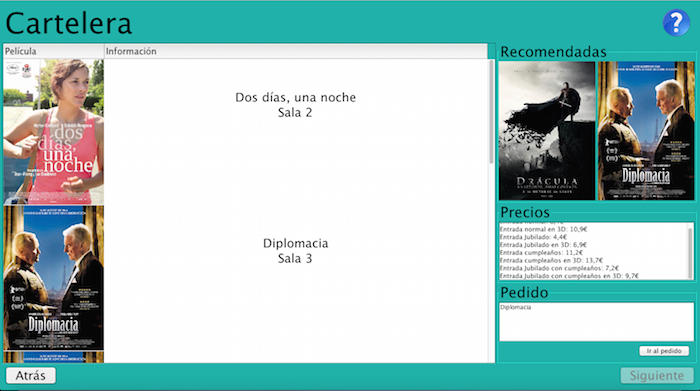 Cartelera
?
Película
Información
Recomendadas
dos
días,
una
noche
Dos días, una noche
Sala 2
DRÁCULA
Diplomacia
Diplomacia
Diplomacia
Sala 3
Precios
Entrada normal en 3D: 10,9€
Entrada Jubilado: 4,4€
Entrada Jubilado en 3D: 6,9€
Entrada cumpleaños: 11,2€
Entrada cumpleaños en 3D: 13,7€
Entrada Jubilado con cumpleaños: 7,2€
Entrada Jubilado con cumpleaños en 3D: 9,7€
Pedido
Diplomacia
Ir al pedido
Atrás
Siguiente